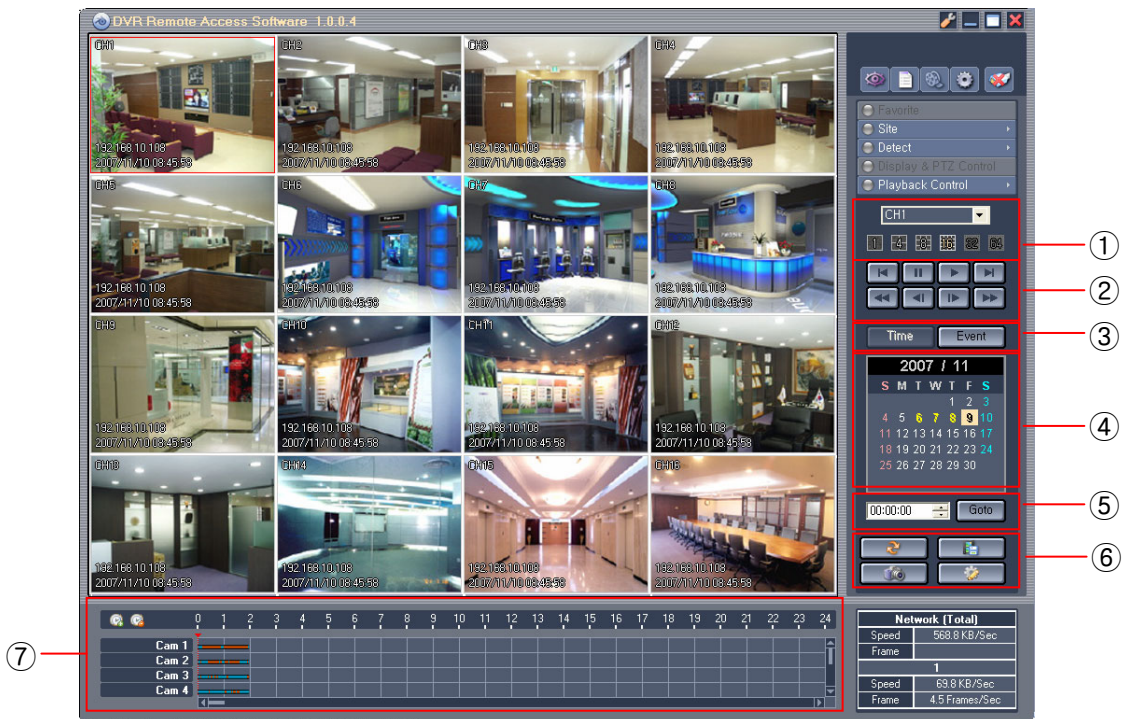 DVR Remote Access Software 1.0.0.4
CH1
192.168.10.108
2007/11/10 08:45:58
CH2
192.168.10.108
2007/11/10 08:45:58
CH3
192.168.10.108
2007/11/10 08:45:58
CH4
192.168.10.108
2007/11/10 08:45:58
CH5
192.168.10.108
2007/11/10 08:45:58
CH6
192.168.10.108
2007/11/10 08:45:58
CH7
192.168.10.108
2007/11/10 08:45:58
CH8
192.168.10.108
2007/11/10 08:45:58
CH9
192.168.10.108
2007/11/10 08:45:58
CH10
192.168.10.108
2007/11/10 08:45:58
CH11
192.168.10.108
2007/11/10 08:45:58
CH12
192.168.10.108
2007/11/10 08:45:58
CH13
192.168.10.108
2007/11/10 08:45:58
CH14
192.168.10.108
2007/11/10 08:45:58
CH15
192.168.10.108
2007/11/10 08:45:58
CH16
192.168.10.108
2007/11/10 08:45:58
Favorite
Site
Detect
Display & PTZ Control
Playback Control
CH1
1 4 8 16 32 64
①
②
Time Event
③
2007 / 11
S M T W T F S
1 2 3
4 5 6 7 8 9 10
11 12 13 14 15 16 17
18 19 20 21 22 23 24
25 26 27 28 29 30
④
00:00:00 Goto
⑤
⑥
⑦
0 1 2 3 4 5 6 7 8 9 10 11 12 13 14 15 16 17 18 19 20 21 22 23 24
Cam 1
Cam 2
Cam 3
Cam 4
Network (Total)
Speed 568.8 KB/Sec
Frame
1
Speed 69.8 KB/Sec
Frame 4.5 Frames/Sec